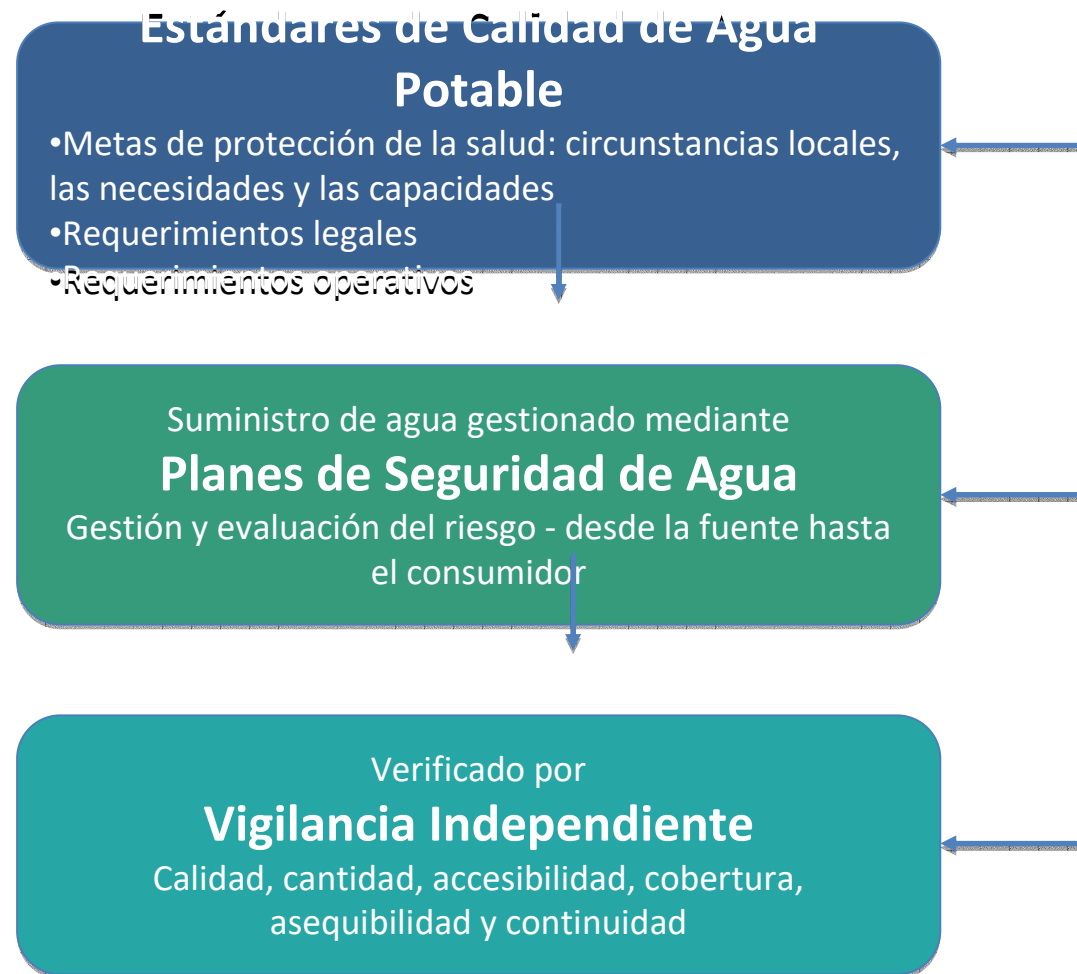 Estándares de Calidad de Agua
Potable
•Metas de protección de la salud: circunstancias locales,
las necesidades y las capacidades
•Requerimientos legales
•Requerimientos operativos
Suministro de agua gestionado mediante
Planes de Seguridad de Agua
Gestión y evaluación del riesgo - desde la fuente hasta
el consumidor
Verificado por
Vigilancia Independiente
Calidad, cantidad, accesibilidad, cobertura,
asequibilidad y continuidad